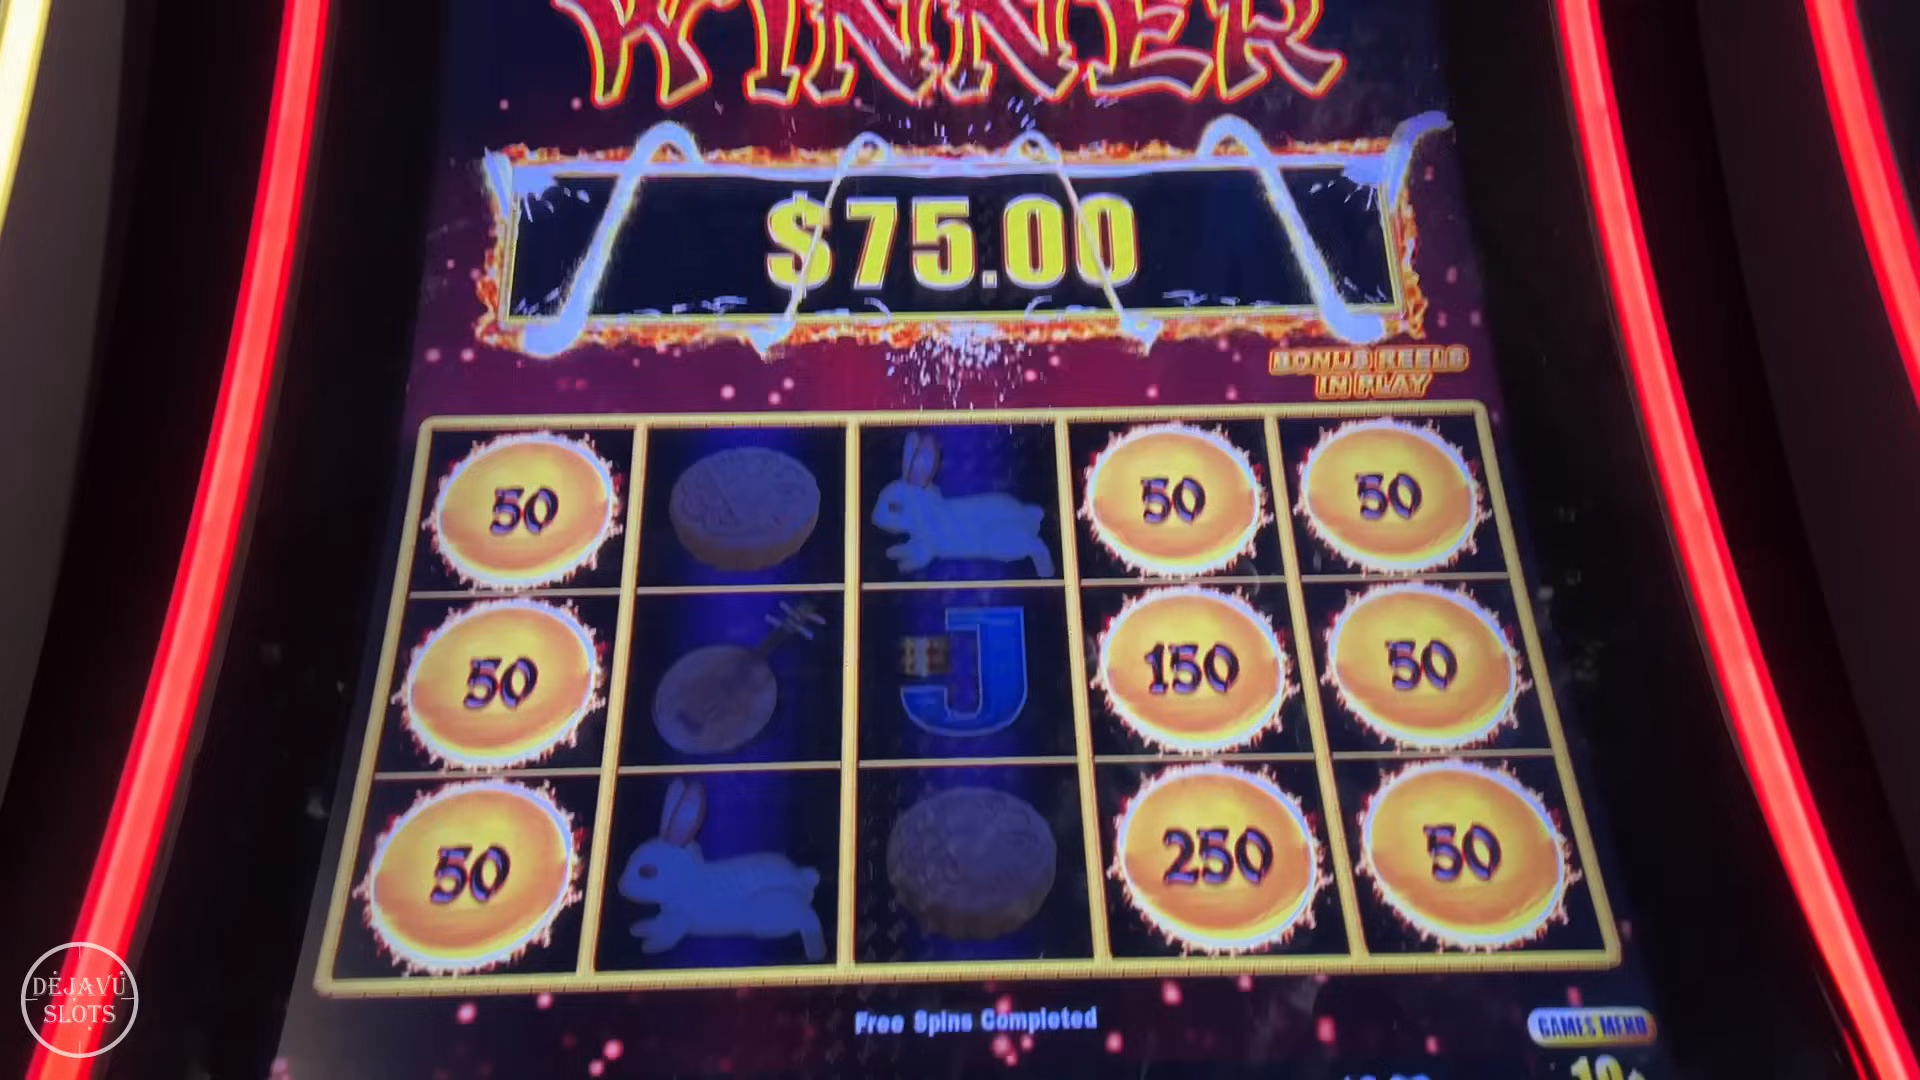 WINNER
$75.00
BONUS REELS
IN PLAY
50 50 50
50 J 150 50
50 250 50
Free Spins Completed
GAMES MENU
DÉJÀVU
SLOTS